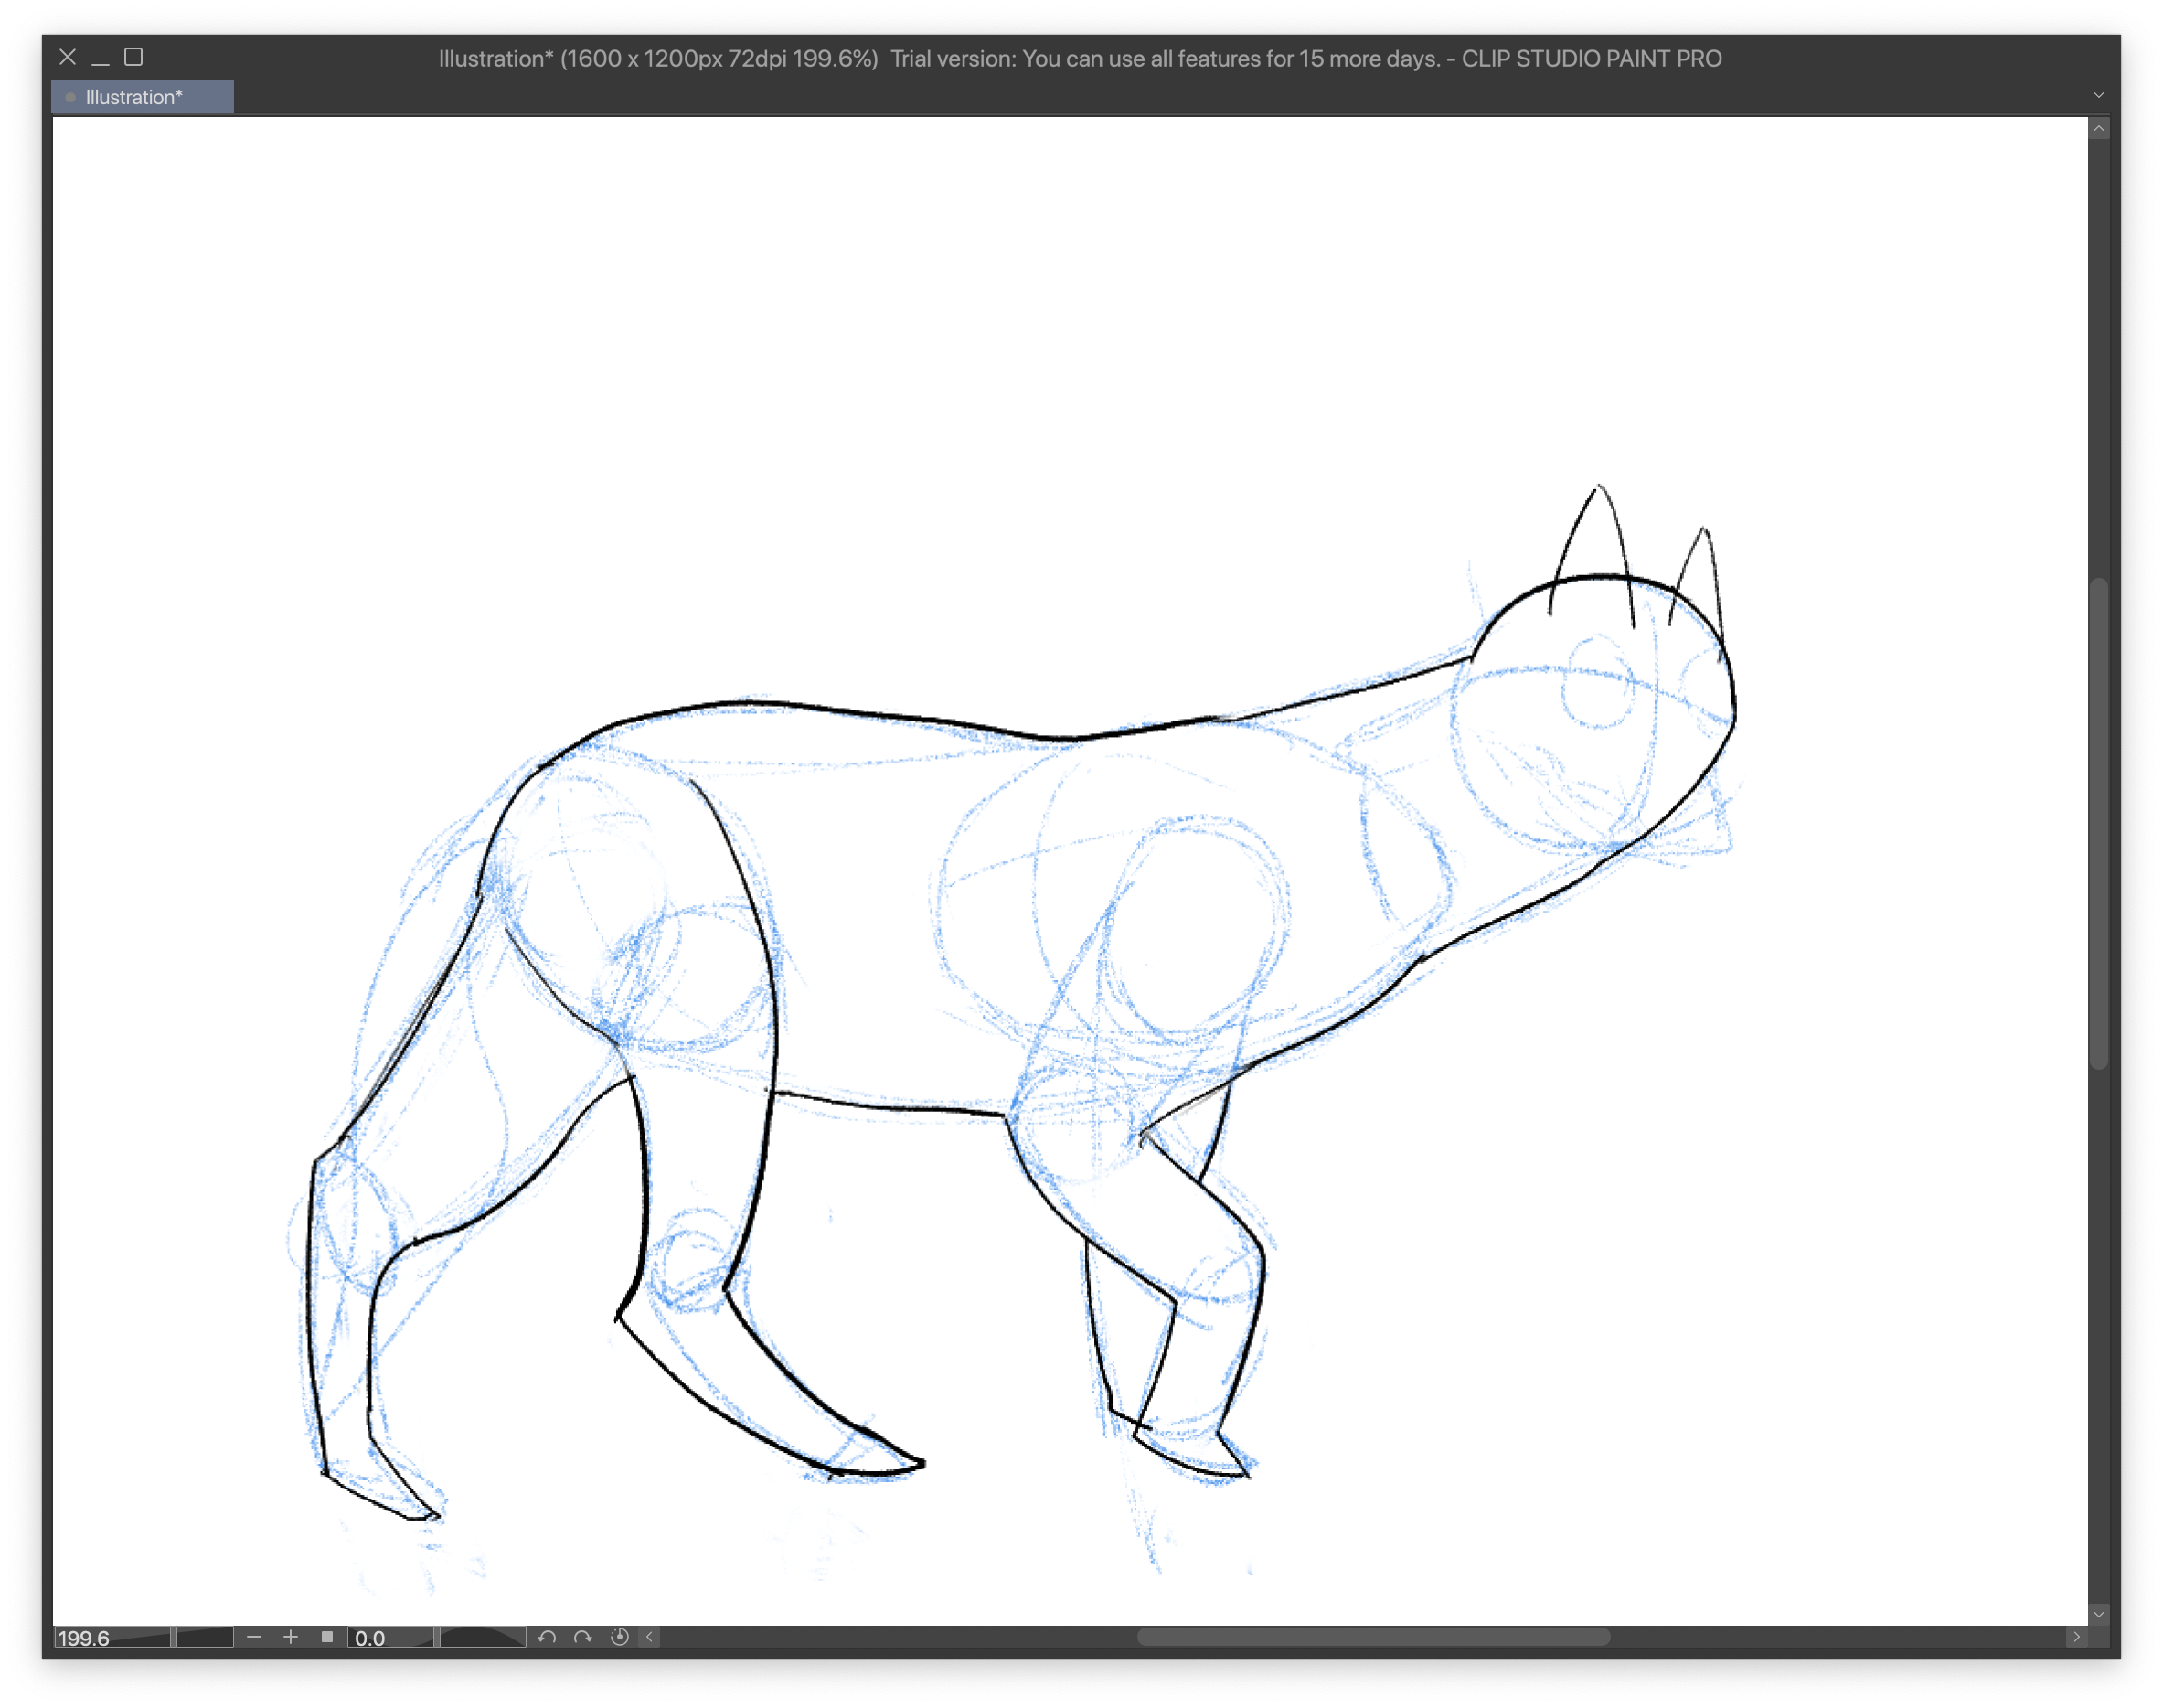 Illustration* (1600 x 1200px 72dpi 199.6%)  Trial version: You can use all features for 15 more days. - CLIP STUDIO PAINT PRO
Illustration*
199.6
0.0